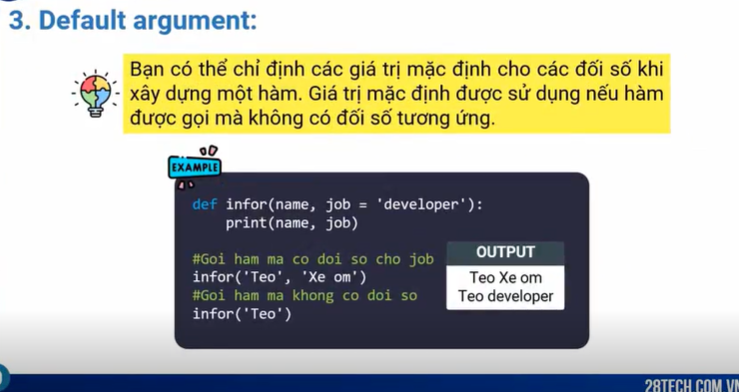 3. Default argument:
Bạn có thể chỉ định các giá trị mặc định cho các đối số khi
xây dựng một hàm. Giá trị mặc định được sử dụng nếu hàm
được gọi mà không có đối số tương ứng.
EXAMPLE
def infor(name, job = 'developer'):
    print(name, job)
#Goi ham ma co doi so cho job
infor('Teo', 'Xe om')
#Goi ham ma khong co doi so
infor('Teo')
OUTPUT
Teo Xe om
Teo developer
28TECH.COM.VN